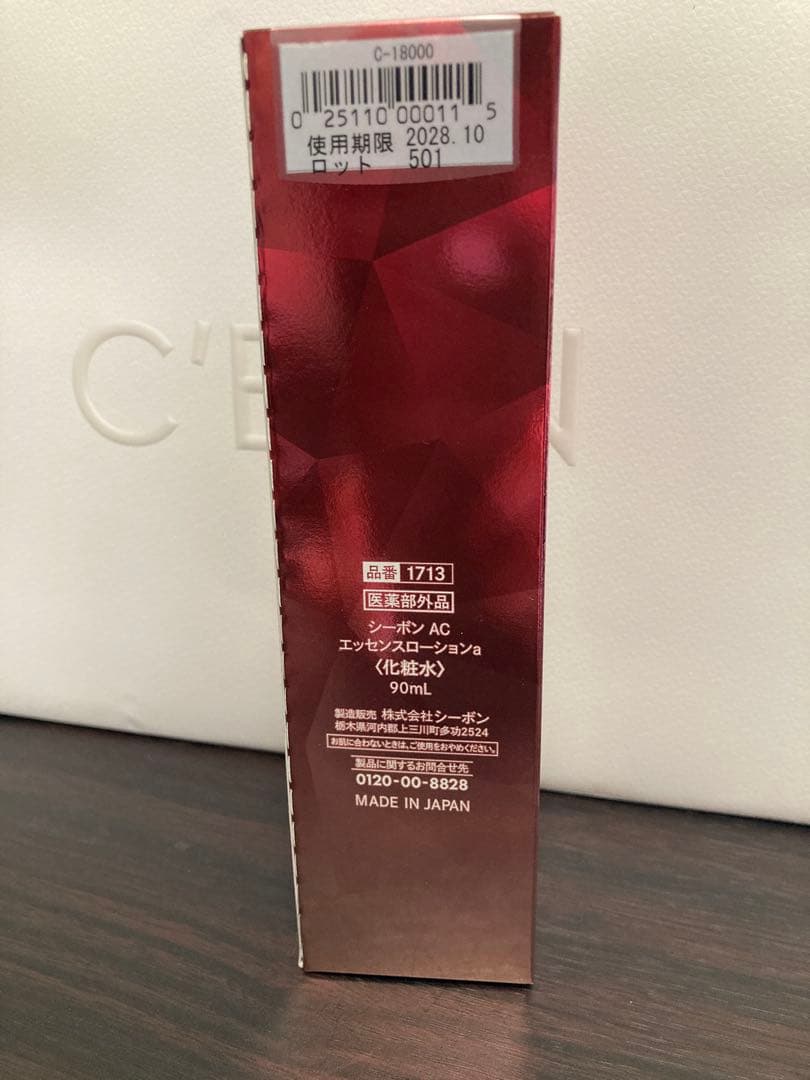 C-18000
0 25110 00011 5
使用期限 2028.10
ロット 501
品番 1713
医薬部外品
シーボン AC
エッセンスローションa
〈化粧水〉
90mL
製造販売 株式会社シーボン
栃木県河内郡上三川町多功2524
お肌に合わないときは、ご使用をおやめください。
製品に関するお問合せ先
0120-00-8828
MADE IN JAPAN